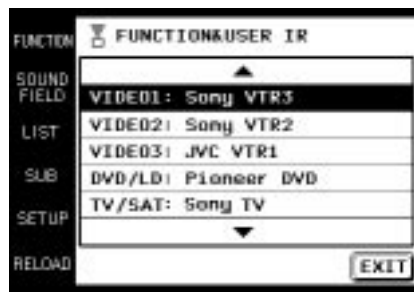 FUNCTION
SOUND
FIELD
LIST
SUB
SETUP
RELOAD
FUNCTION&USER IR
VIDEO1: Sony VTR3
VIDEO2: Sony VTR2
VIDEO3: JVC VTR1
DVD/LD: Pioneer DVD
TV/SAT: Sony TV
EXIT